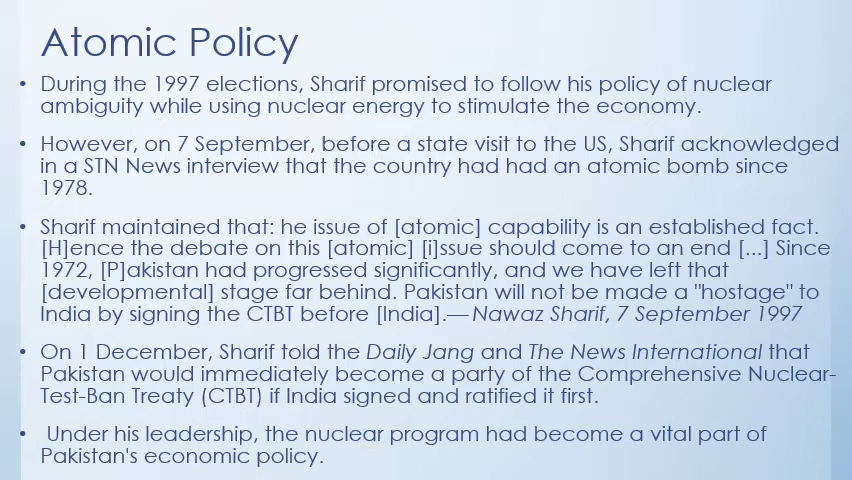 Atomic Policy
• During the 1997 elections, Sharif promised to follow his policy of nuclear
ambiguity while using nuclear energy to stimulate the economy.
• However, on 7 September, before a state visit to the US, Sharif acknowledged
in a STN News interview that the country had had an atomic bomb since
1978.
• Sharif maintained that: he issue of [atomic] capability is an established fact.
[H]ence the debate on this [atomic] [i]ssue should come to an end [...] Since
1972, [P]akistan had progressed significantly, and we have left that
[developmental] stage far behind. Pakistan will not be made a "hostage" to
India by signing the CTBT before [India].— Nawaz Sharif, 7 September 1997
• On 1 December, Sharif told the Daily Jang and The News International that
Pakistan would immediately become a party of the Comprehensive Nuclear-
Test-Ban Treaty (CTBT) if India signed and ratified it first.
• Under his leadership, the nuclear program had become a vital part of
Pakistan's economic policy.